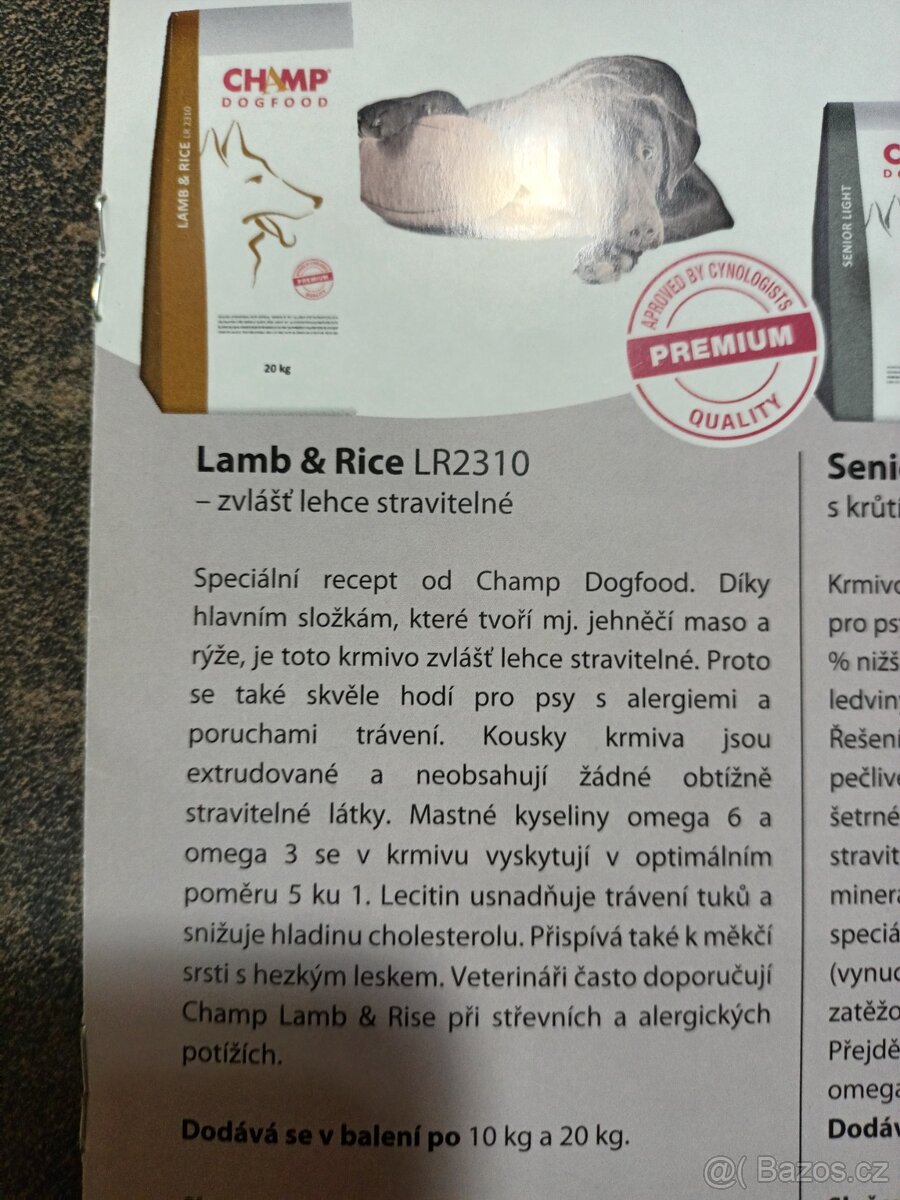 CHAMP
DOGFOOD
LAMB & RICE LR 2310
PREMIUM
20 kg
APROVED BY CYNOLOGISTS
PREMIUM
QUALITY
SENIOR LIGHT
Lamb & Rice LR2310
– zvlášť lehce stravitelné
Speciální recept od Champ Dogfood. Díky
hlavním složkám, které tvoří mj. jehněčí maso a
rýže, je toto krmivo zvlášť lehce stravitelné. Proto
se také skvěle hodí pro psy s alergiemi a
poruchami trávení. Kousky krmiva jsou
extrudované a neobsahují žádné obtížně
stravitelné látky. Mastné kyseliny omega 6 a
omega 3 se v krmivu vyskytují v optimálním
poměru 5 ku 1. Lecitin usnadňuje trávení tuků a
snižuje hladinu cholesterolu. Přispívá také k měkčí
srsti s hezkým leskem. Veterináři často doporučují
Champ Lamb & Rise při střevních a alergických
potížích.
Dodává se v balení po 10 kg a 20 kg.
Seni
s krůtí
Krmivo
pro ps
% nižš
ledvin
Řešení
pečlivě
šetrné
stravit
minera
speciá
(vynuc
zatěžo
Přejdě
omega
Dodáv
@( Bazos.cz